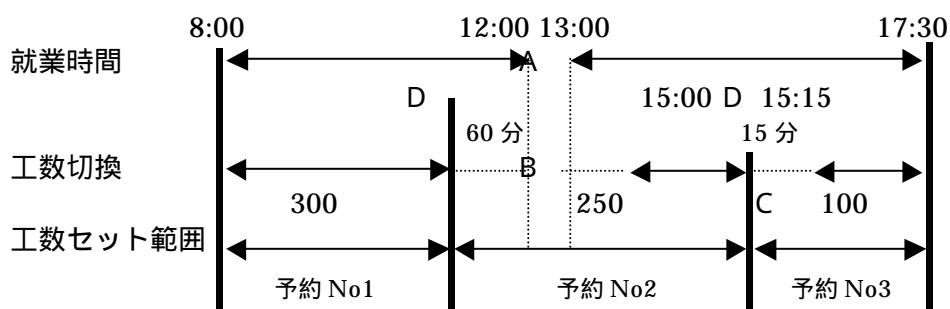 8:00 12:00 13:00 17:30
就業時間 A
D 15:00 D 15:15
60 分 15 分
工数切換 B
300 250 C 100
工数セット範囲
予約 No1 予約 No2 予約 No3